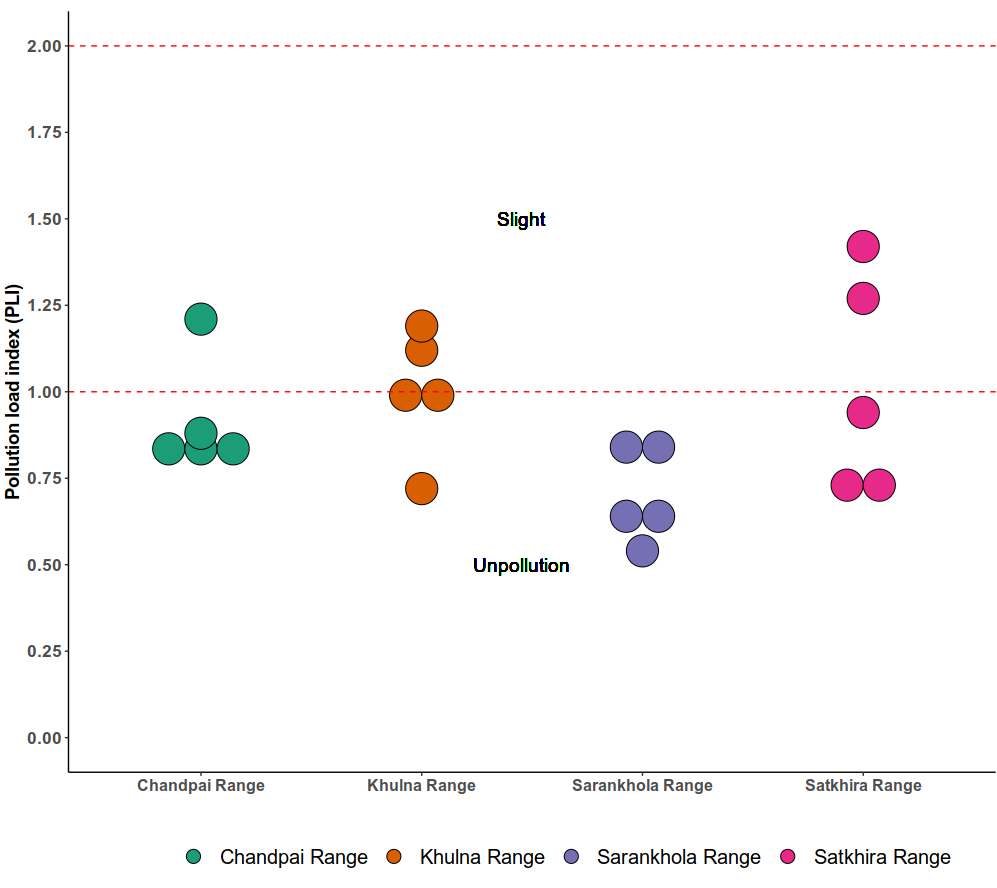 Pollution load index (PLI)
2.00
1.75
1.50
1.25
1.00
0.75
0.50
0.25
0.00
Slight
Unpollution
Chandpai Range
Khulna Range
Sarankhola Range
Satkhira Range
Chandpai Range
Khulna Range
Sarankhola Range
Satkhira Range